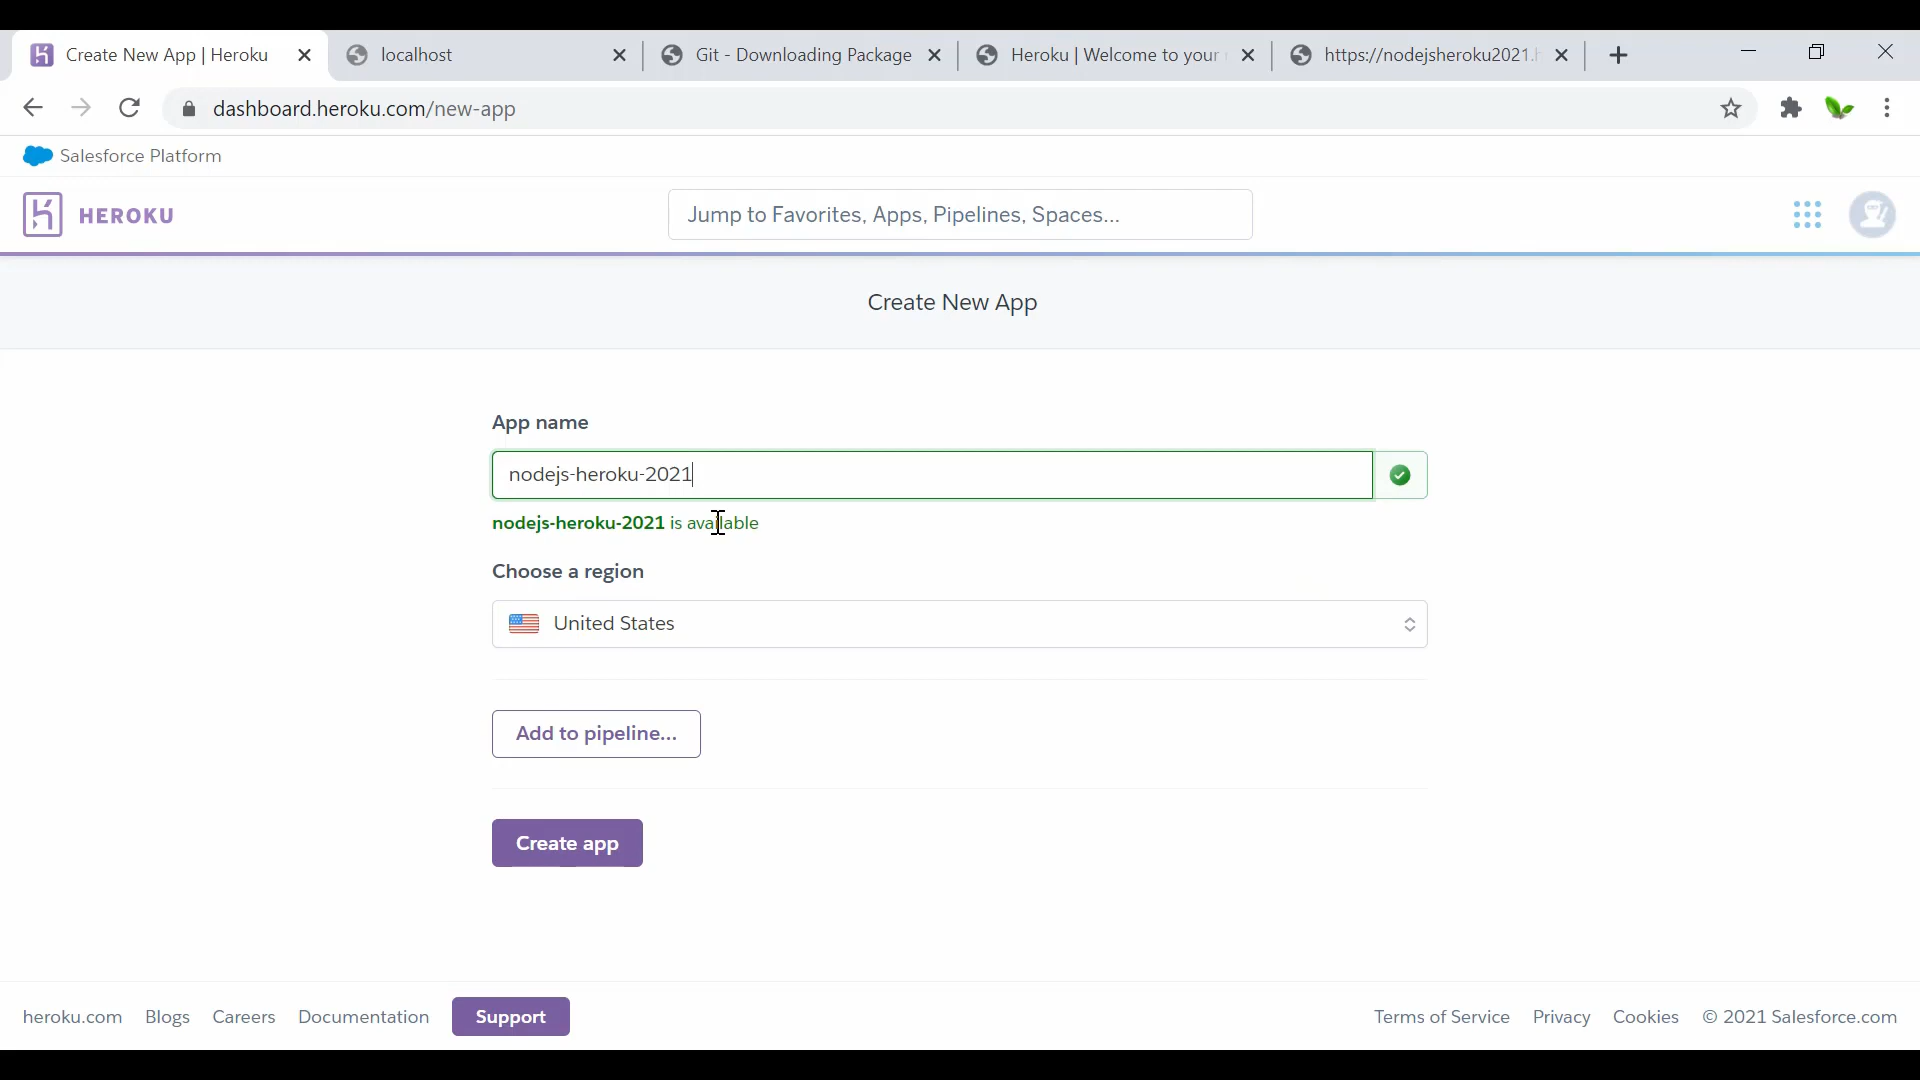 Create New App | Heroku
localhost
Git - Downloading Package
Heroku | Welcome to your
https://nodejsheroku2021.
dashboard.heroku.com/new-app
Salesforce Platform
HEROKU
Jump to Favorites, Apps, Pipelines, Spaces...
Create New App
App name
nodejs-heroku-2021
nodejs-heroku-2021 is available
Choose a region
United States
Add to pipeline...
Create app
heroku.com
Blogs
Careers
Documentation
Support
Terms of Service
Privacy
Cookies
© 2021 Salesforce.com